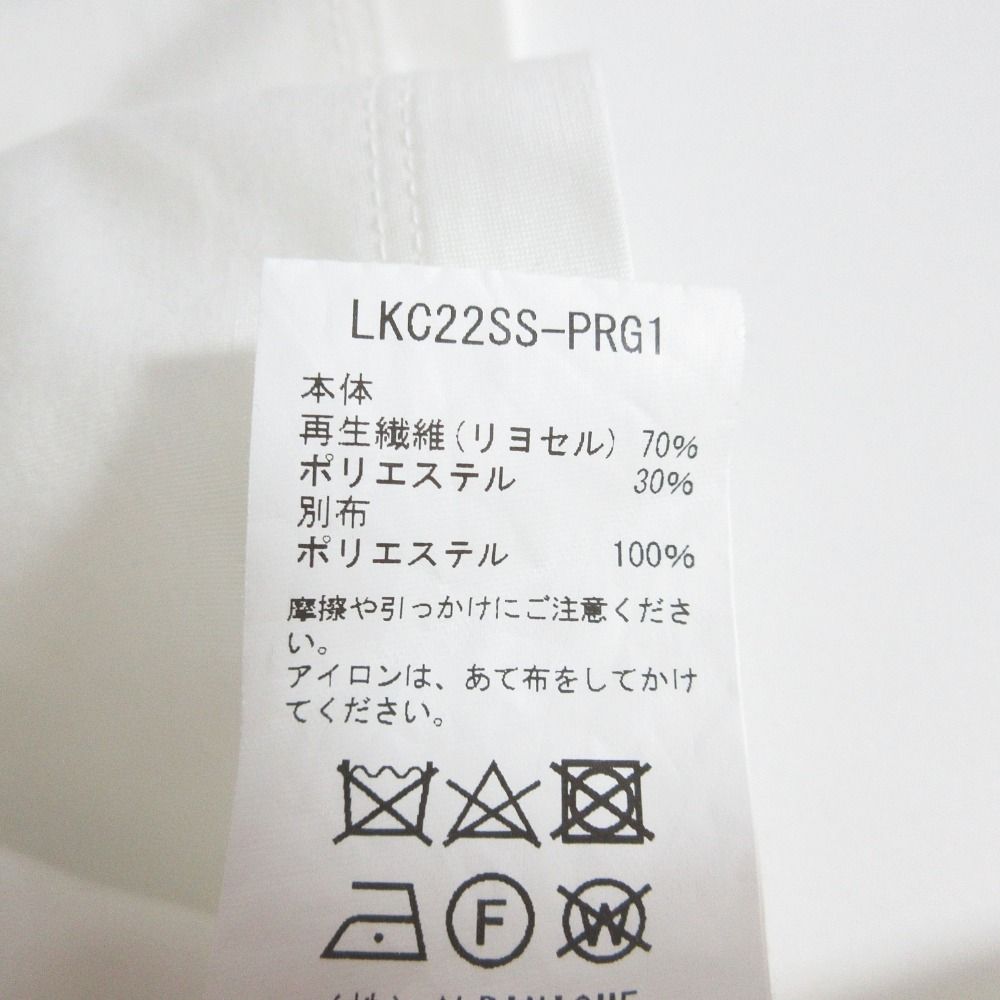 LKC22SS-PRG1
本体
再生繊維(リヨセル) 70%
ポリエステル 30%
別布
ポリエステル 100%
摩擦や引っかけにご注意くださ
い。
アイロンは、あて布をしてかけ
てください。
F
W